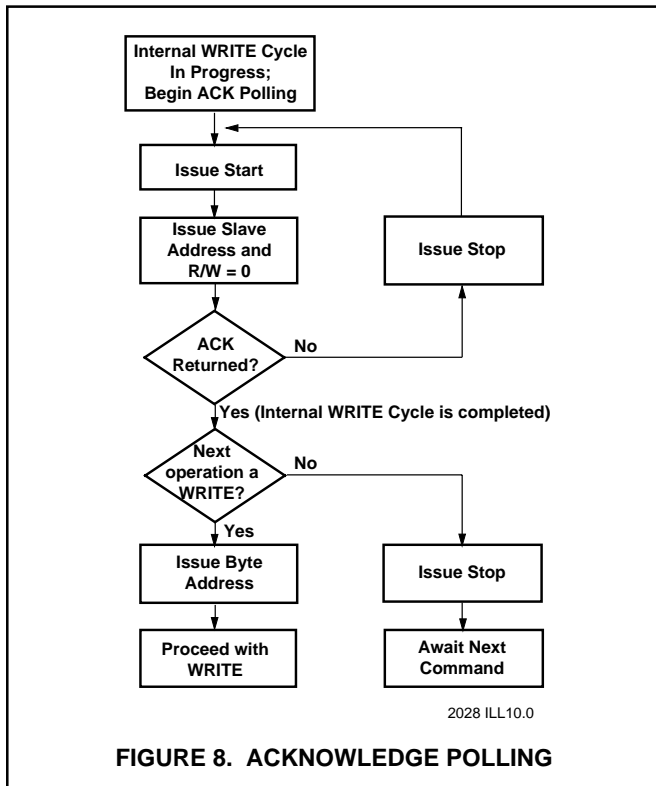 Internal WRITE Cycle
In Progress;
Begin ACK Polling
Issue Start
Issue Slave
Address and
R/W = 0
Issue Stop
ACK
Returned?
No
Yes (Internal WRITE Cycle is completed)
Next
operation a
WRITE?
No
Yes
Issue Byte
Address
Issue Stop
Proceed with
WRITE
Await Next
Command
2028 ILL10.0
FIGURE 8. ACKNOWLEDGE POLLING